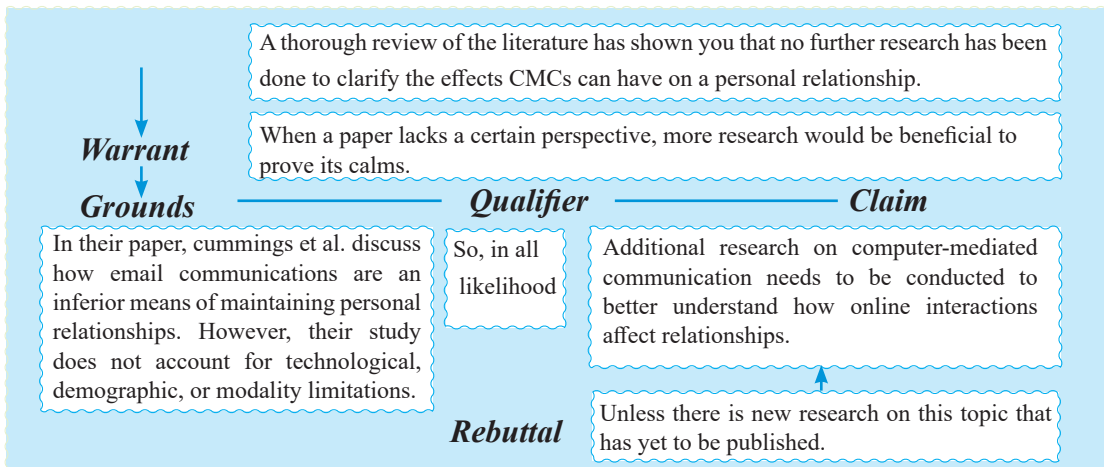 A thorough review of the literature has shown you that no further research has been
done to clarify the effects CMCs can have on a personal relationship.
Warrant
When a paper lacks a certain perspective, more research would be beneficial to
prove its calms.
Grounds
Qualifier
Claim
In their paper, cummings et al. discuss
how email communications are an
inferior means of maintaining personal
relationships. However, their study
does not account for technological,
demographic, or modality limitations.
So, in all
likelihood
Additional research on computer-mediated
communication needs to be conducted to
better understand how online interactions
affect relationships.
Rebuttal
Unless there is new research on this topic that
has yet to be published.